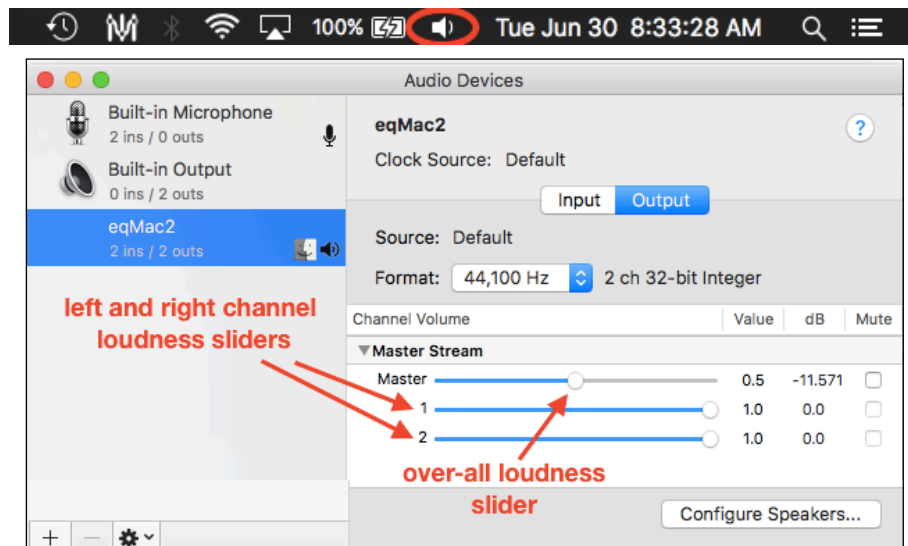 100% Tue Jun 30 8:33:28 AM
Audio Devices
Built-in Microphone
2 ins / 0 outs
Built-in Output
0 ins / 2 outs
eqMac2
2 ins / 2 outs
left and right channel
loudness sliders
eqMac2
?
Clock Source: Default
Input Output
Source: Default
Format: 44,100 Hz 2 ch 32-bit Integer
Channel Volume Value dB Mute
Master Stream
Master 0.5 -11.571
1 1.0 0.0
2 1.0 0.0
over-all loudness
slider
Configure Speakers...